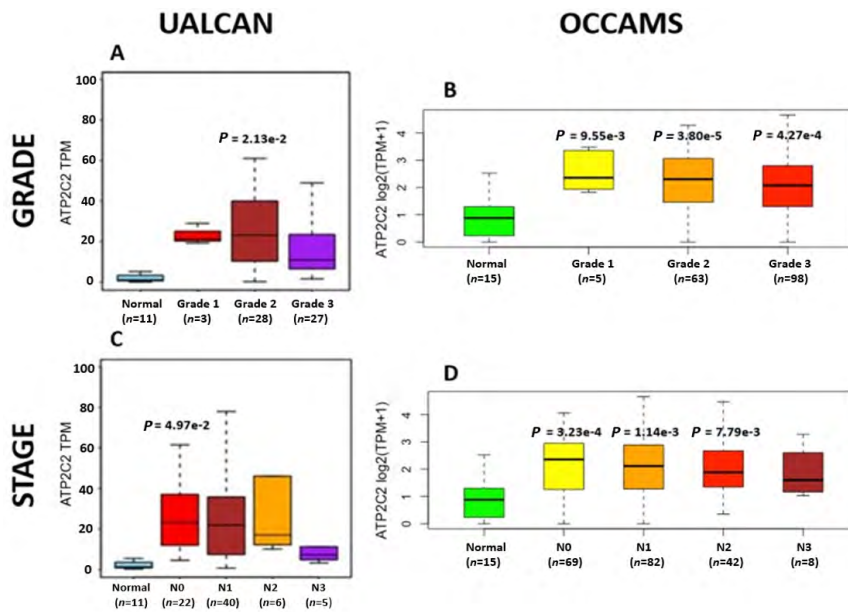 UALCAN
OCCAMS
GRADE
A
ATP2C2 TPM
100
80
60
40
20
0
P = 2.13e-2
Normal Grade 1 Grade 2 Grade 3
(n=11) (n=3) (n=28) (n=27)
B
ATP2C2 log2(TPM+1)
4
3
2
1
0
P = 9.55e-3 P = 3.80e-5 P = 4.27e-4
Normal Grade 1 Grade 2 Grade 3
(n=15) (n=5) (n=63) (n=98)
STAGE
C
ATP2C2 TPM
100
80
60
40
20
0
P = 4.97e-2
Normal N0 N1 N2 N3
(n=11) (n=22) (n=40) (n=6) (n=5)
D
ATP2C2 log2(TPM+1)
4
3
2
1
0
P = 3.23e-4 P = 1.14e-3 P = 7.79e-3
Normal N0 N1 N2 N3
(n=15) (n=69) (n=82) (n=42) (n=8)